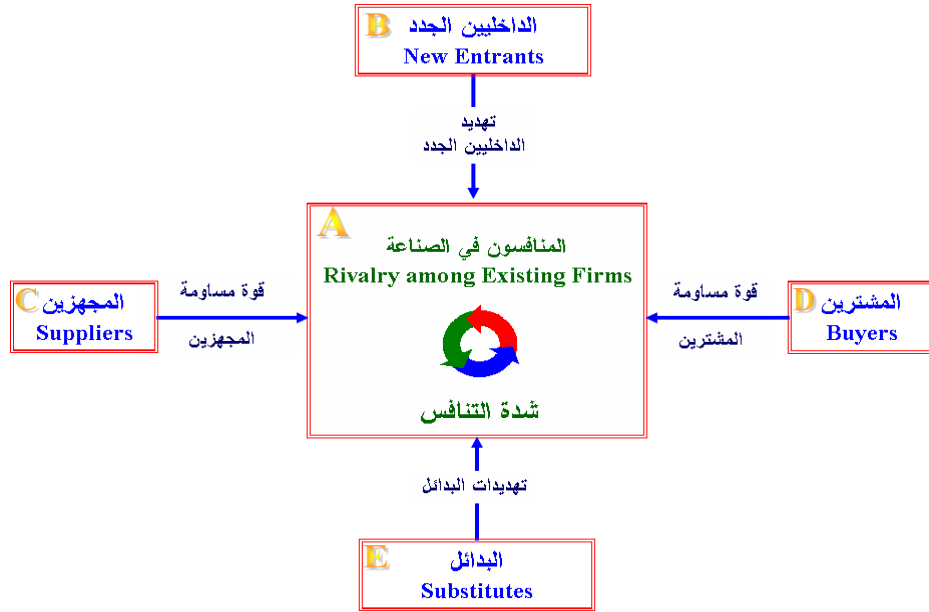 B
الداخليين الجدد
New Entrants
تهديد
الداخليين الجدد
A
المنافسون في الصناعة
Rivalry among Existing Firms
شدة التنافس
C
المجهزين
Suppliers
قوة مساومة
المجهزين
D
المشترين
Buyers
قوة مساومة
المشترين
تهديدات البدائل
E
البدائل
Substitutes